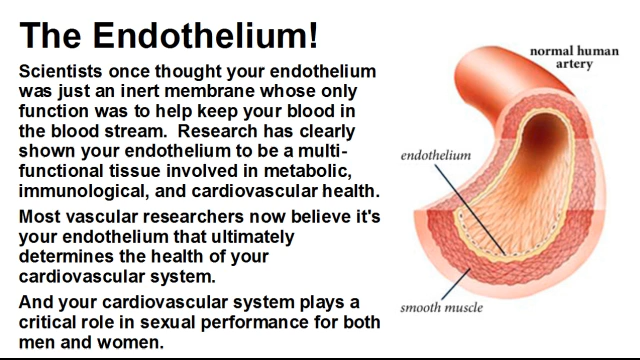 The Endothelium!
Scientists once thought your endothelium
was just an inert membrane whose only
function was to help keep your blood in
the blood stream.  Research has clearly
shown your endothelium to be a multi-
functional tissue involved in metabolic,
immunological, and cardiovascular health.
Most vascular researchers now believe it's
your endothelium that ultimately
determines the health of your
cardiovascular system.
And your cardiovascular system plays a
critical role in sexual performance for both
men and women.
normal human
artery
endothelium
smooth muscle